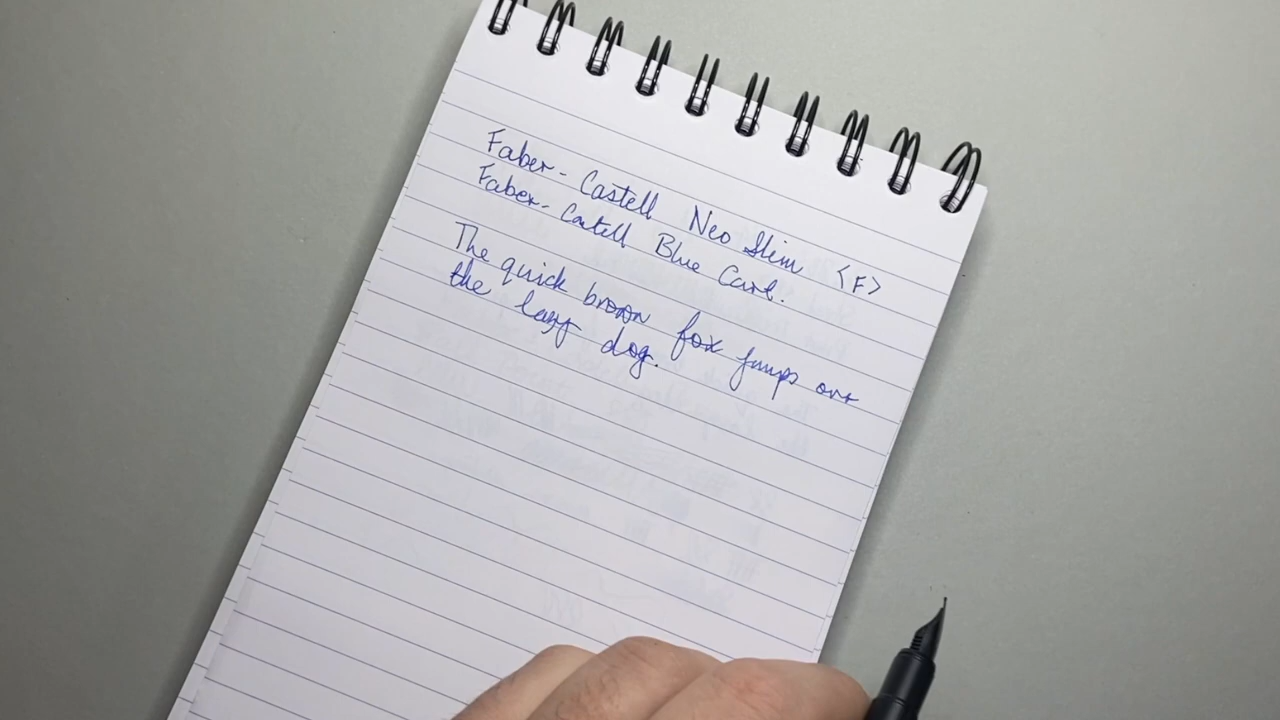 Faber-Castell Neo Slim <F>
Faber-Castell Blue Cart.
The quick brown fox jumps over
the lazy dog.